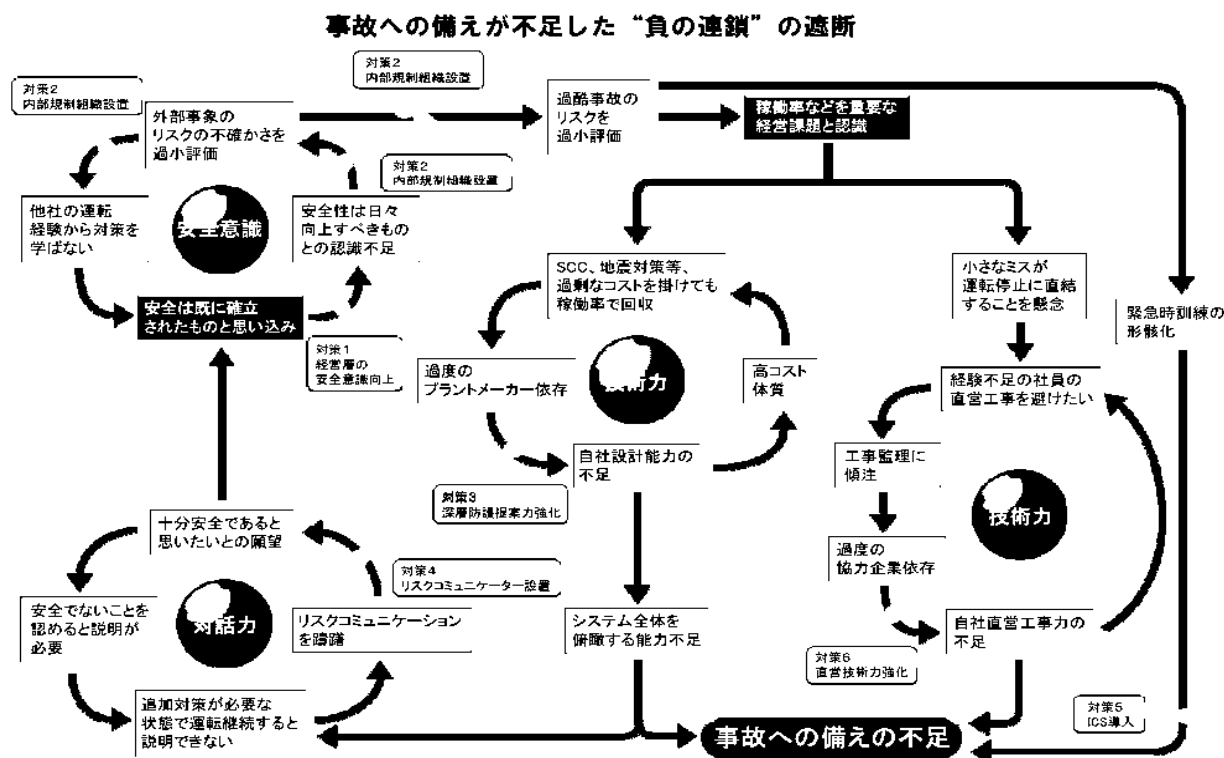 事故への備えが不足した“負の連鎖”の遮断
対策2
内部規制組織設置
対策2
内部規制組織設置
外部事象の
リスクの不確かさを
過小評価
過酷事故の
リスクを
過小評価
稼働率などを重要な
経営課題と認識
対策2
内部規制組織設置
他社の運転
経験から対策を
学ばない
安全意識
安全性は日々
向上すべきもの
との認識不足
安全は既に確立
されたものと思い込み
対策1
経営層の
安全意識向上
SCC、地震対策等、
過剰なコストを掛けても
稼働率で回収
小さなミスが
運転停止に直結
することを懸念
緊急時訓練の
形骸化
過度の
プラントメーカー依存
技術力
高コスト
体質
経験不足の社員の
直営工事を避けたい
自社設計能力の
不足
工事監理に
傾注
対策3
深層防護提案力強化
技術力
十分安全であると
思いたいとの願望
過度の
協力企業依存
対策4
リスクコミュニケーター設置
安全でないことを
認めると説明が
必要
対話力
リスクコミュニケーション
を躊躇
システム全体を
俯瞰する能力不足
自社直営工事力の
不足
対策6
直営技術力強化
追加対策が必要な
状態で運転継続すると
説明できない
事故への備えの不足
対策5
ICS導入